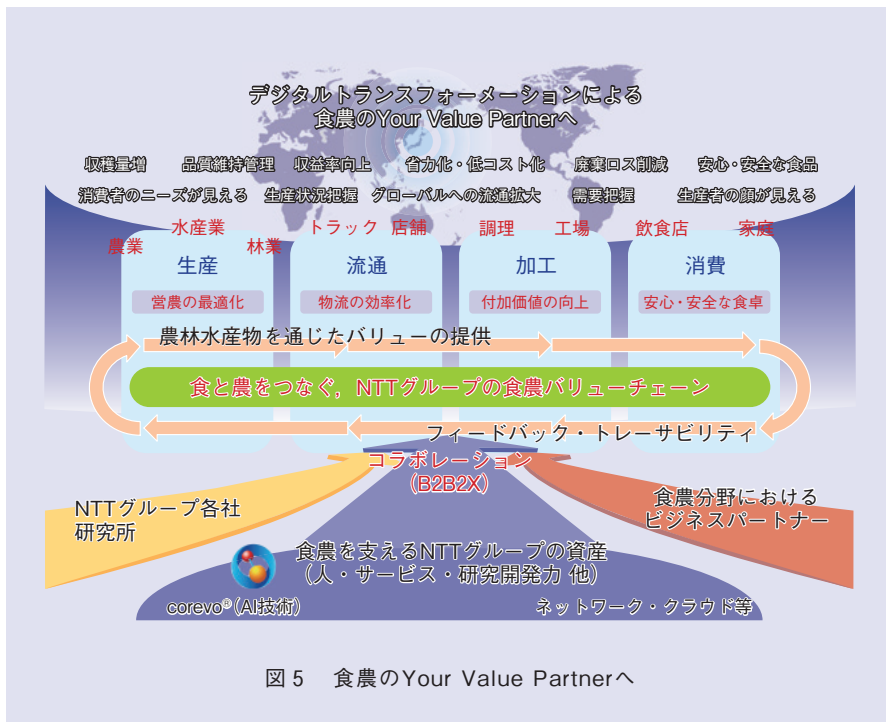 デジタルトランスフォーメーションによる
食農のYour Value Partnerへ
収穫量増 品質維持管理 収益率向上 省力化・低コスト化 廃棄ロス削減 安心・安全な食品
消費者のニーズが見える 生産状況把握 グローバルへの流通拡大 需要把握 生産者の顔が見える
農業 水産業 林業 トラック 店舗 調理 工場 飲食店 家庭
生産 流通 加工 消費
営農の最適化 物流の効率化 付加価値の向上 安心・安全な食卓
農林水産物を通じたバリューの提供
食と農をつなぐ，NTTグループの食農バリューチェーン
フィードバック・トレーサビリティ
コラボレーション
（B2B2X）
NTTグループ各社
研究所
食農分野における
ビジネスパートナー
食農を支えるNTTグループの資産
（人・サービス・研究開発力 他）
corevo®（AI技術） ネットワーク・クラウド等
図5 食農のYour Value Partnerへ